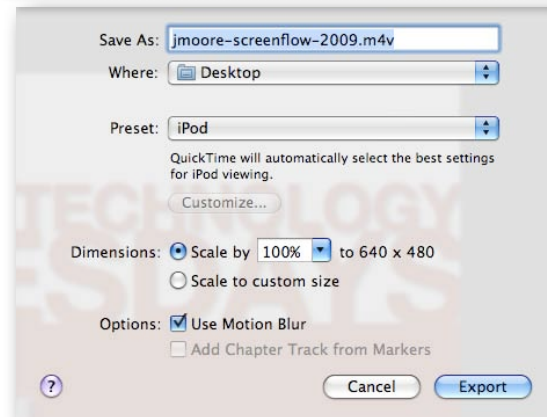 Save As: jmoore-screenflow-2009.m4v
Where: Desktop
Preset: iPod
QuickTime will automatically select the best settings
for iPod viewing.
Customize...
TECHNOLOGY
ESDAYS
Dimensions: Scale by 100% to 640 x 480
Scale to custom size
Options: Use Motion Blur
Add Chapter Track from Markers
? Cancel Export